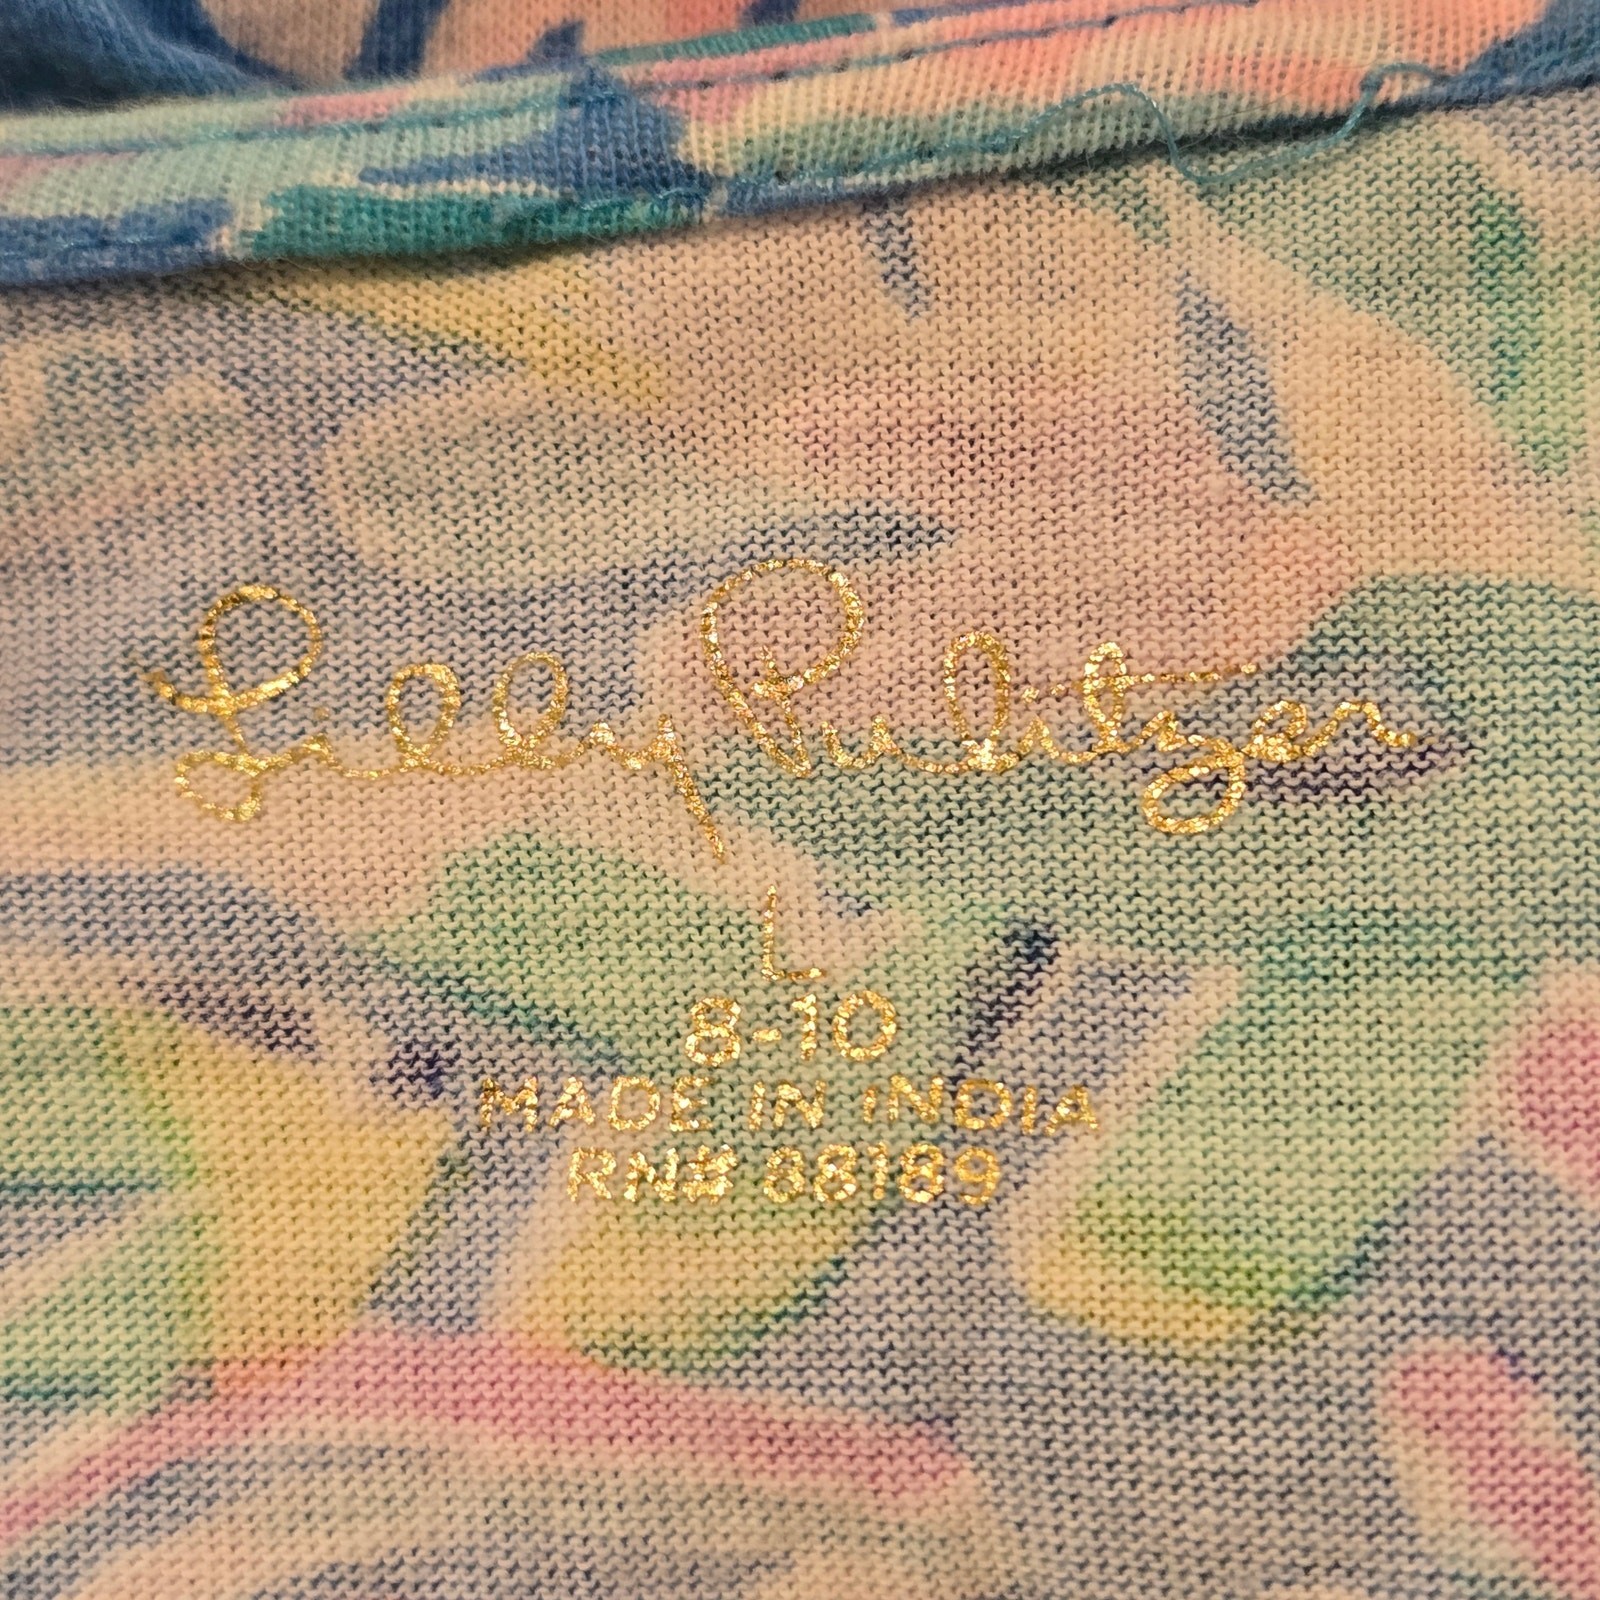 Lilly Pulitzer
L
8-10
MADE IN INDIA
RN# 88189